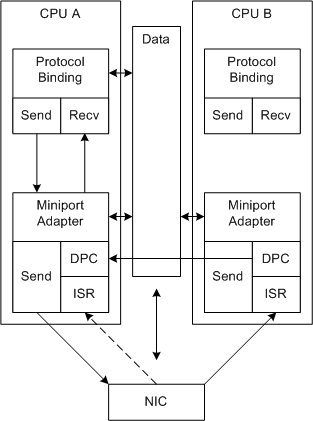 CPU A
CPU B
Data
Protocol
Binding
Send
Recv
Protocol
Binding
Send
Recv
Miniport
Adapter
Send
DPC
ISR
Miniport
Adapter
Send
DPC
ISR
NIC